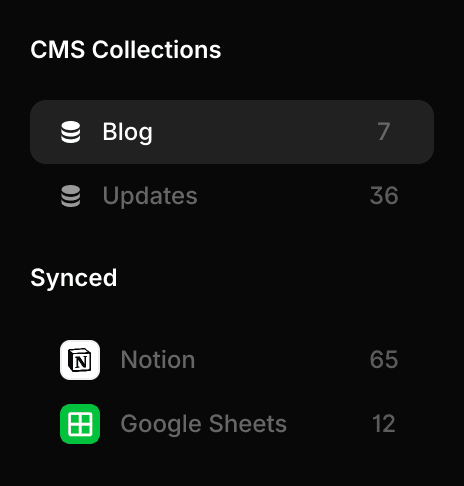 CMS Collections
Blog 7
Updates 36
Synced
Notion 65
Google Sheets 12